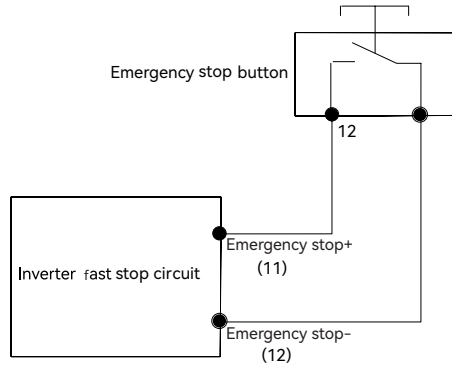 Emergency stop button
12
Emergency stop+
(11)
Inverter fast stop circuit
Emergency stop-
(12)